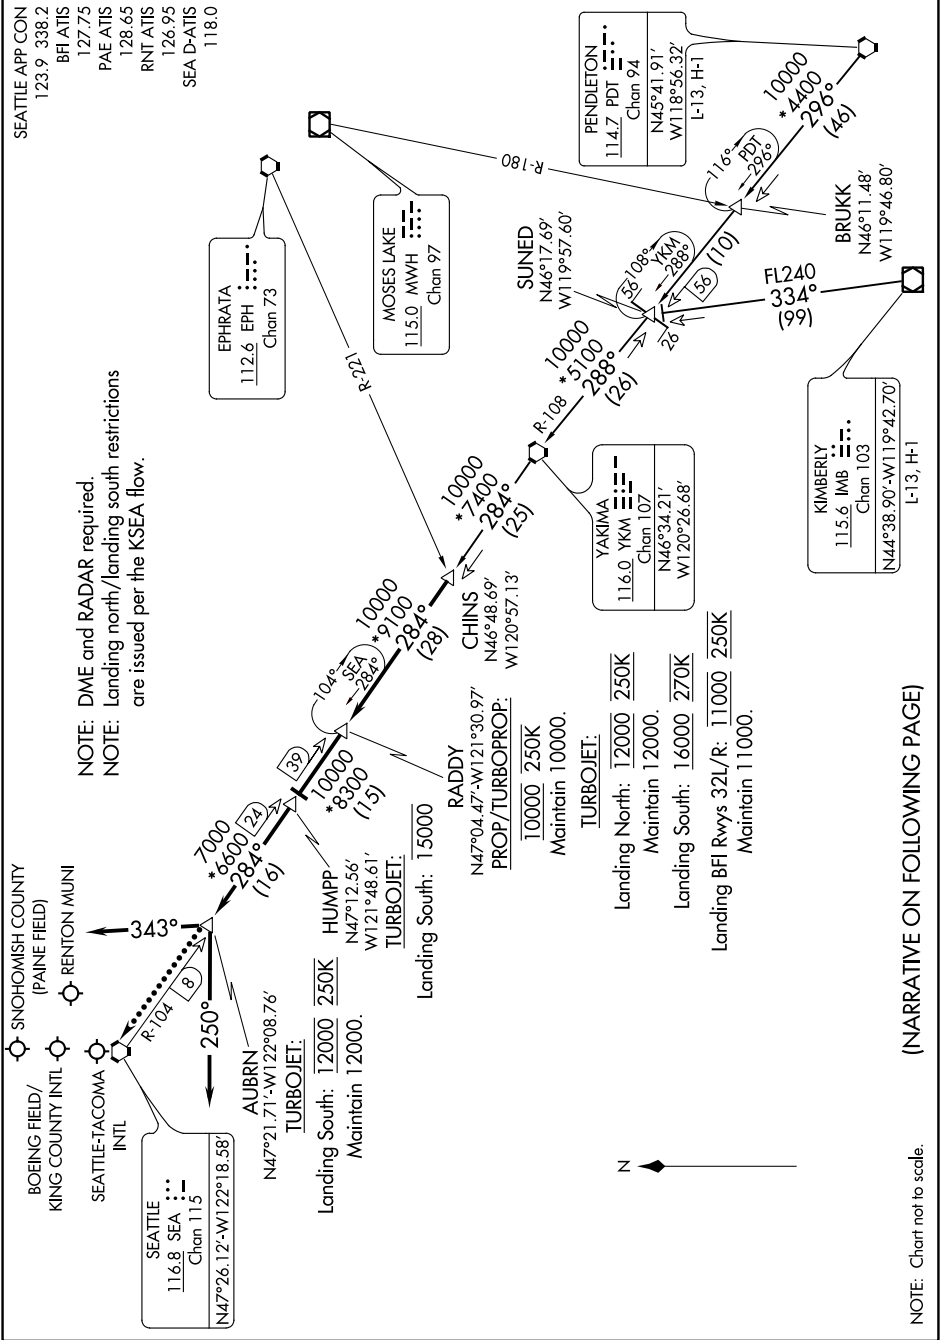 SEATTLE APP CON
123.9 338.2
BFI ATIS
127.75
PAE ATIS
128.65
RNT ATIS
126.95
SEA D-ATIS
118.0
NOTE: DME and RADAR required.
NOTE: Landing north/landing south restrictions
are issued per the KSEA flow.
SNOHOMISH COUNTY
(PAINE FIELD)
RENTON MUNI
BOEING FIELD/
KING COUNTY INTL
SEATTLE-TACOMA
INTL
SEATTLE
116.8 SEA
Chan 115
N47°26.12'-W122°18.58'
R-104
8
343°
250°
AUBRN
N47°21.71'-W122°08.76'
TURBOJET:
Landing South: 12000 250K
Maintain 12000.
7000
*6600
284°
(16)
24
HUMPP
N47°12.56'
W121°48.61'
TURBOJET:
Landing South: 15000
39
10000
*8300
(15)
104°
SEA
284°
RADDY
N47°04.47'-W121°30.97'
PROP/TURBOPROP:
10000 250K
Maintain 10000.
TURBOJET:
Landing North: 12000 250K
Maintain 12000.
Landing South: 16000 270K
Landing BFI Rwys 32L/R: 11000 250K
Maintain 11000.
10000
*9100
284°
(28)
CHINS
N46°48.69'
W120°57.13'
EPHRATA
112.6 EPH
Chan 73
R-221
MOSES LAKE
115.0 MWH
Chan 97
R-180
10000
*7400
284°
(25)
YAKIMA
116.0 YKM
Chan 107
N46°34.21'
W120°26.68'
R-108
10000
*5100
288°
(26)
SUNED
N46°17.69'
W119°57.60'
56
108°
YKM
288°
56
26
(10)
FL240
334°
(99)
KIMBERLY
115.6 IMB
Chan 103
N44°38.90'-W119°42.70'
L-13, H-1
BRUKK
N46°11.48'
W119°46.80'
116°
PDT
296°
10000
*4400
296°
(46)
PENDLETON
114.7 PDT
Chan 94
N45°41.91'
W118°56.32'
L-13, H-1
N
(NARRATIVE ON FOLLOWING PAGE)
NOTE: Chart not to scale.